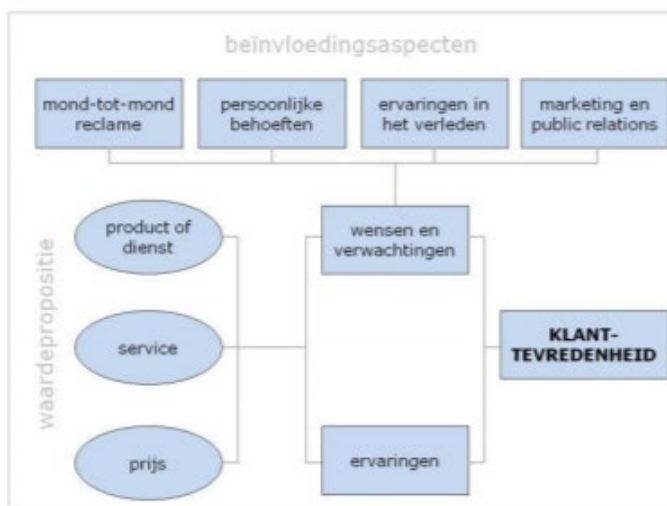 beïnvloedingsaspecten
mond-tot-mond
reclame
persoonlijke
behoeften
ervaringen in
het verleden
marketing en
public relations
waardepropositie
product of
dienst
wensen en
verwachtingen
service
KLANT-
TEVREDENHEID
prijs
ervaringen